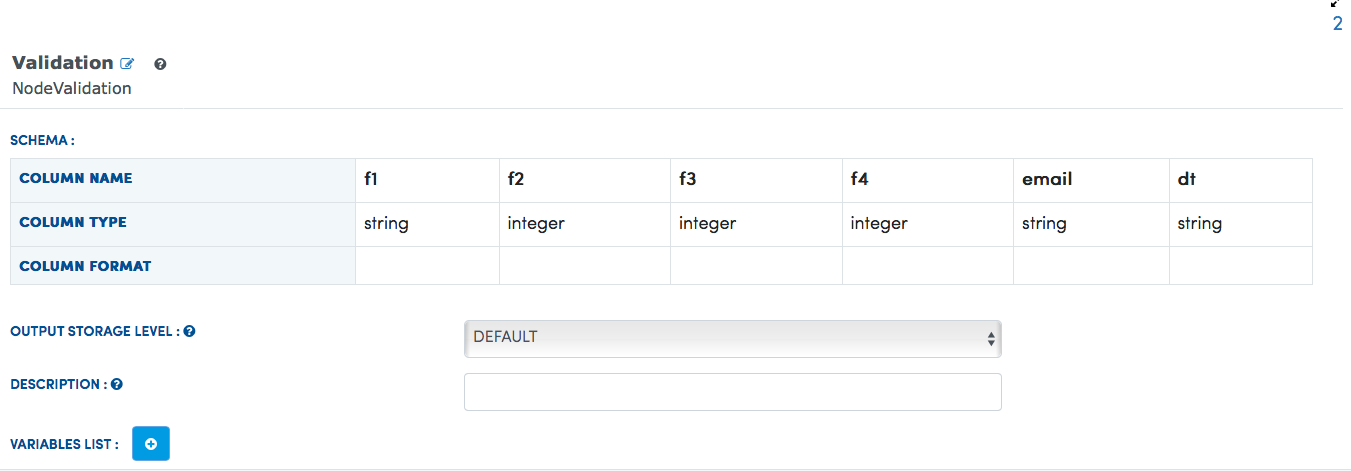 2
Validation
NodeValidation
SCHEMA :
COLUMN NAME f1 f2 f3 f4 email dt
COLUMN TYPE string integer integer integer string string
COLUMN FORMAT
OUTPUT STORAGE LEVEL : DEFAULT
DESCRIPTION :
VARIABLES LIST :